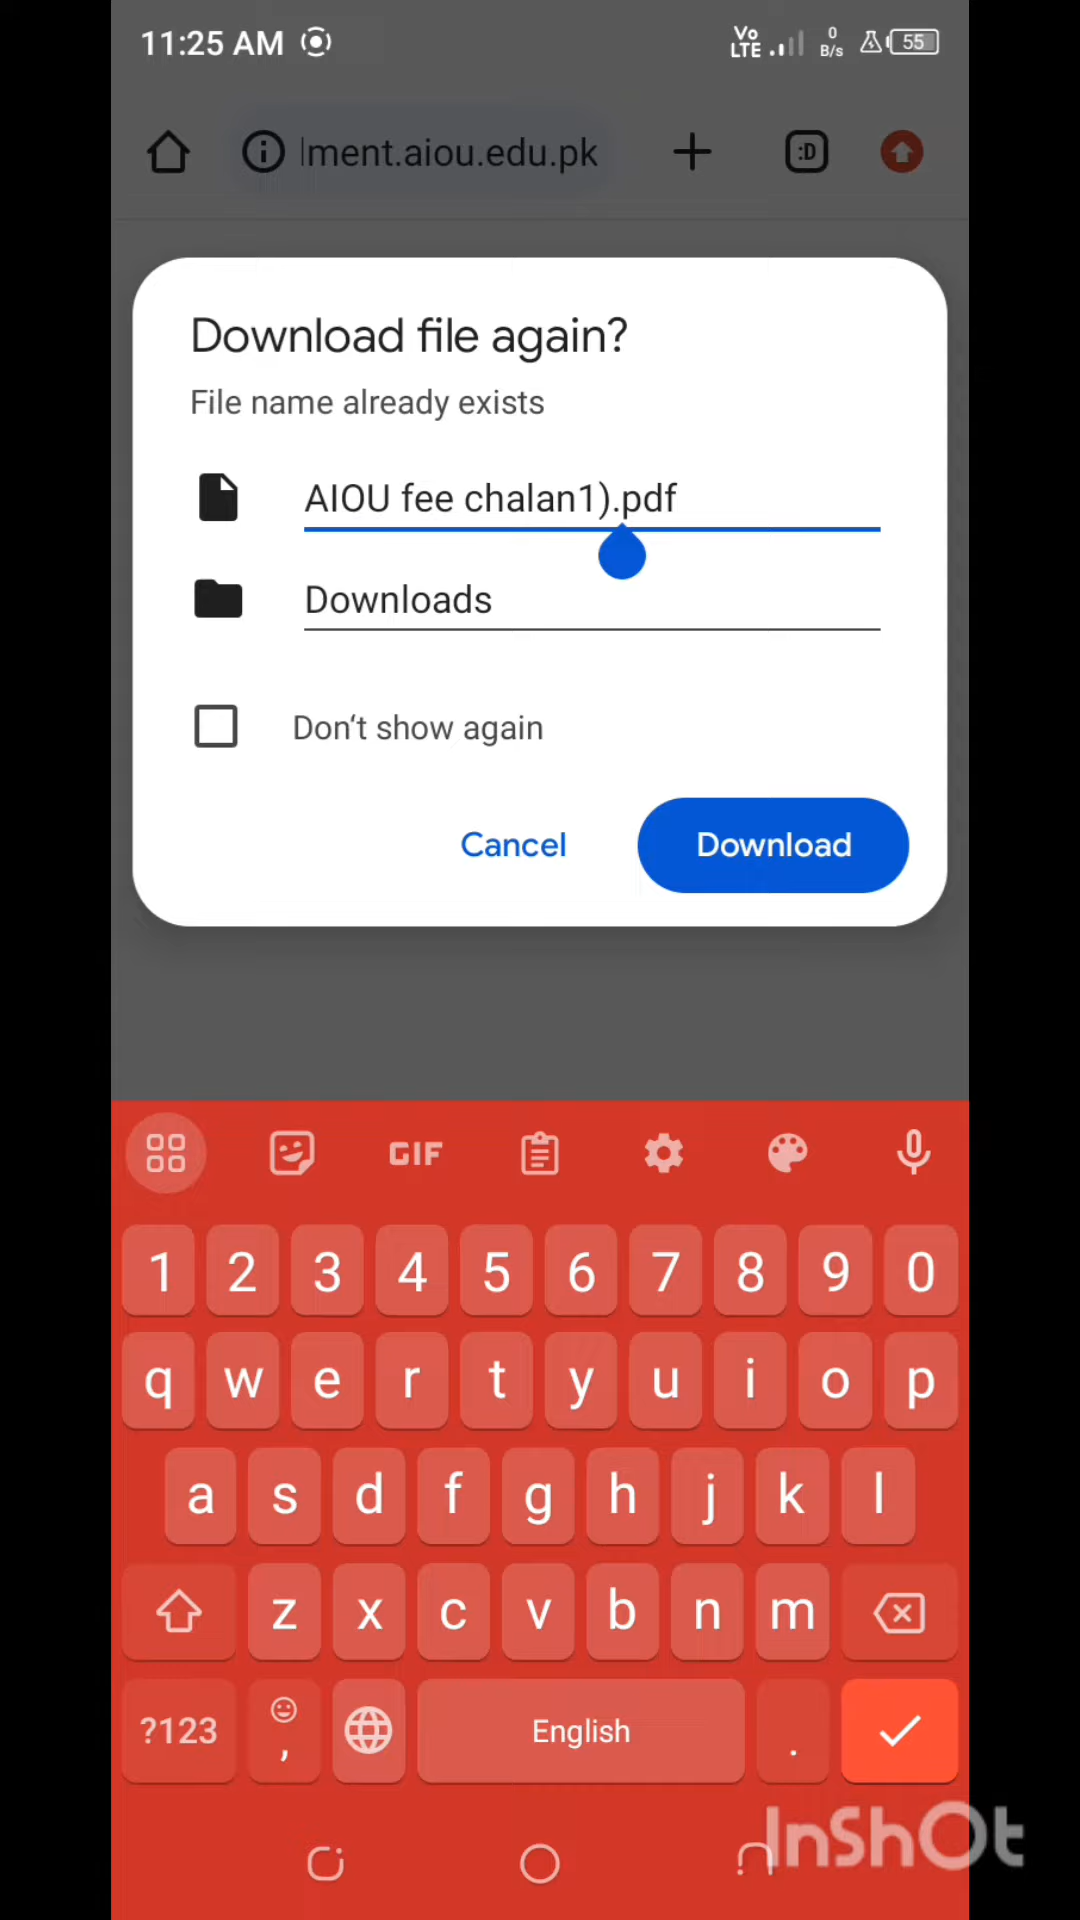 11:25 AM Vo LTE 0 B/s 55
lment.aiou.edu.pk :D
Download file again?
File name already exists
AIOU fee chalan1).pdf
Downloads
Don't show again
Cancel Download
GIF
1 2 3 4 5 6 7 8 9 0
q w e r t y u i o p
a s d f g h j k l
z x c v b n m
?123 , English .
InShOt